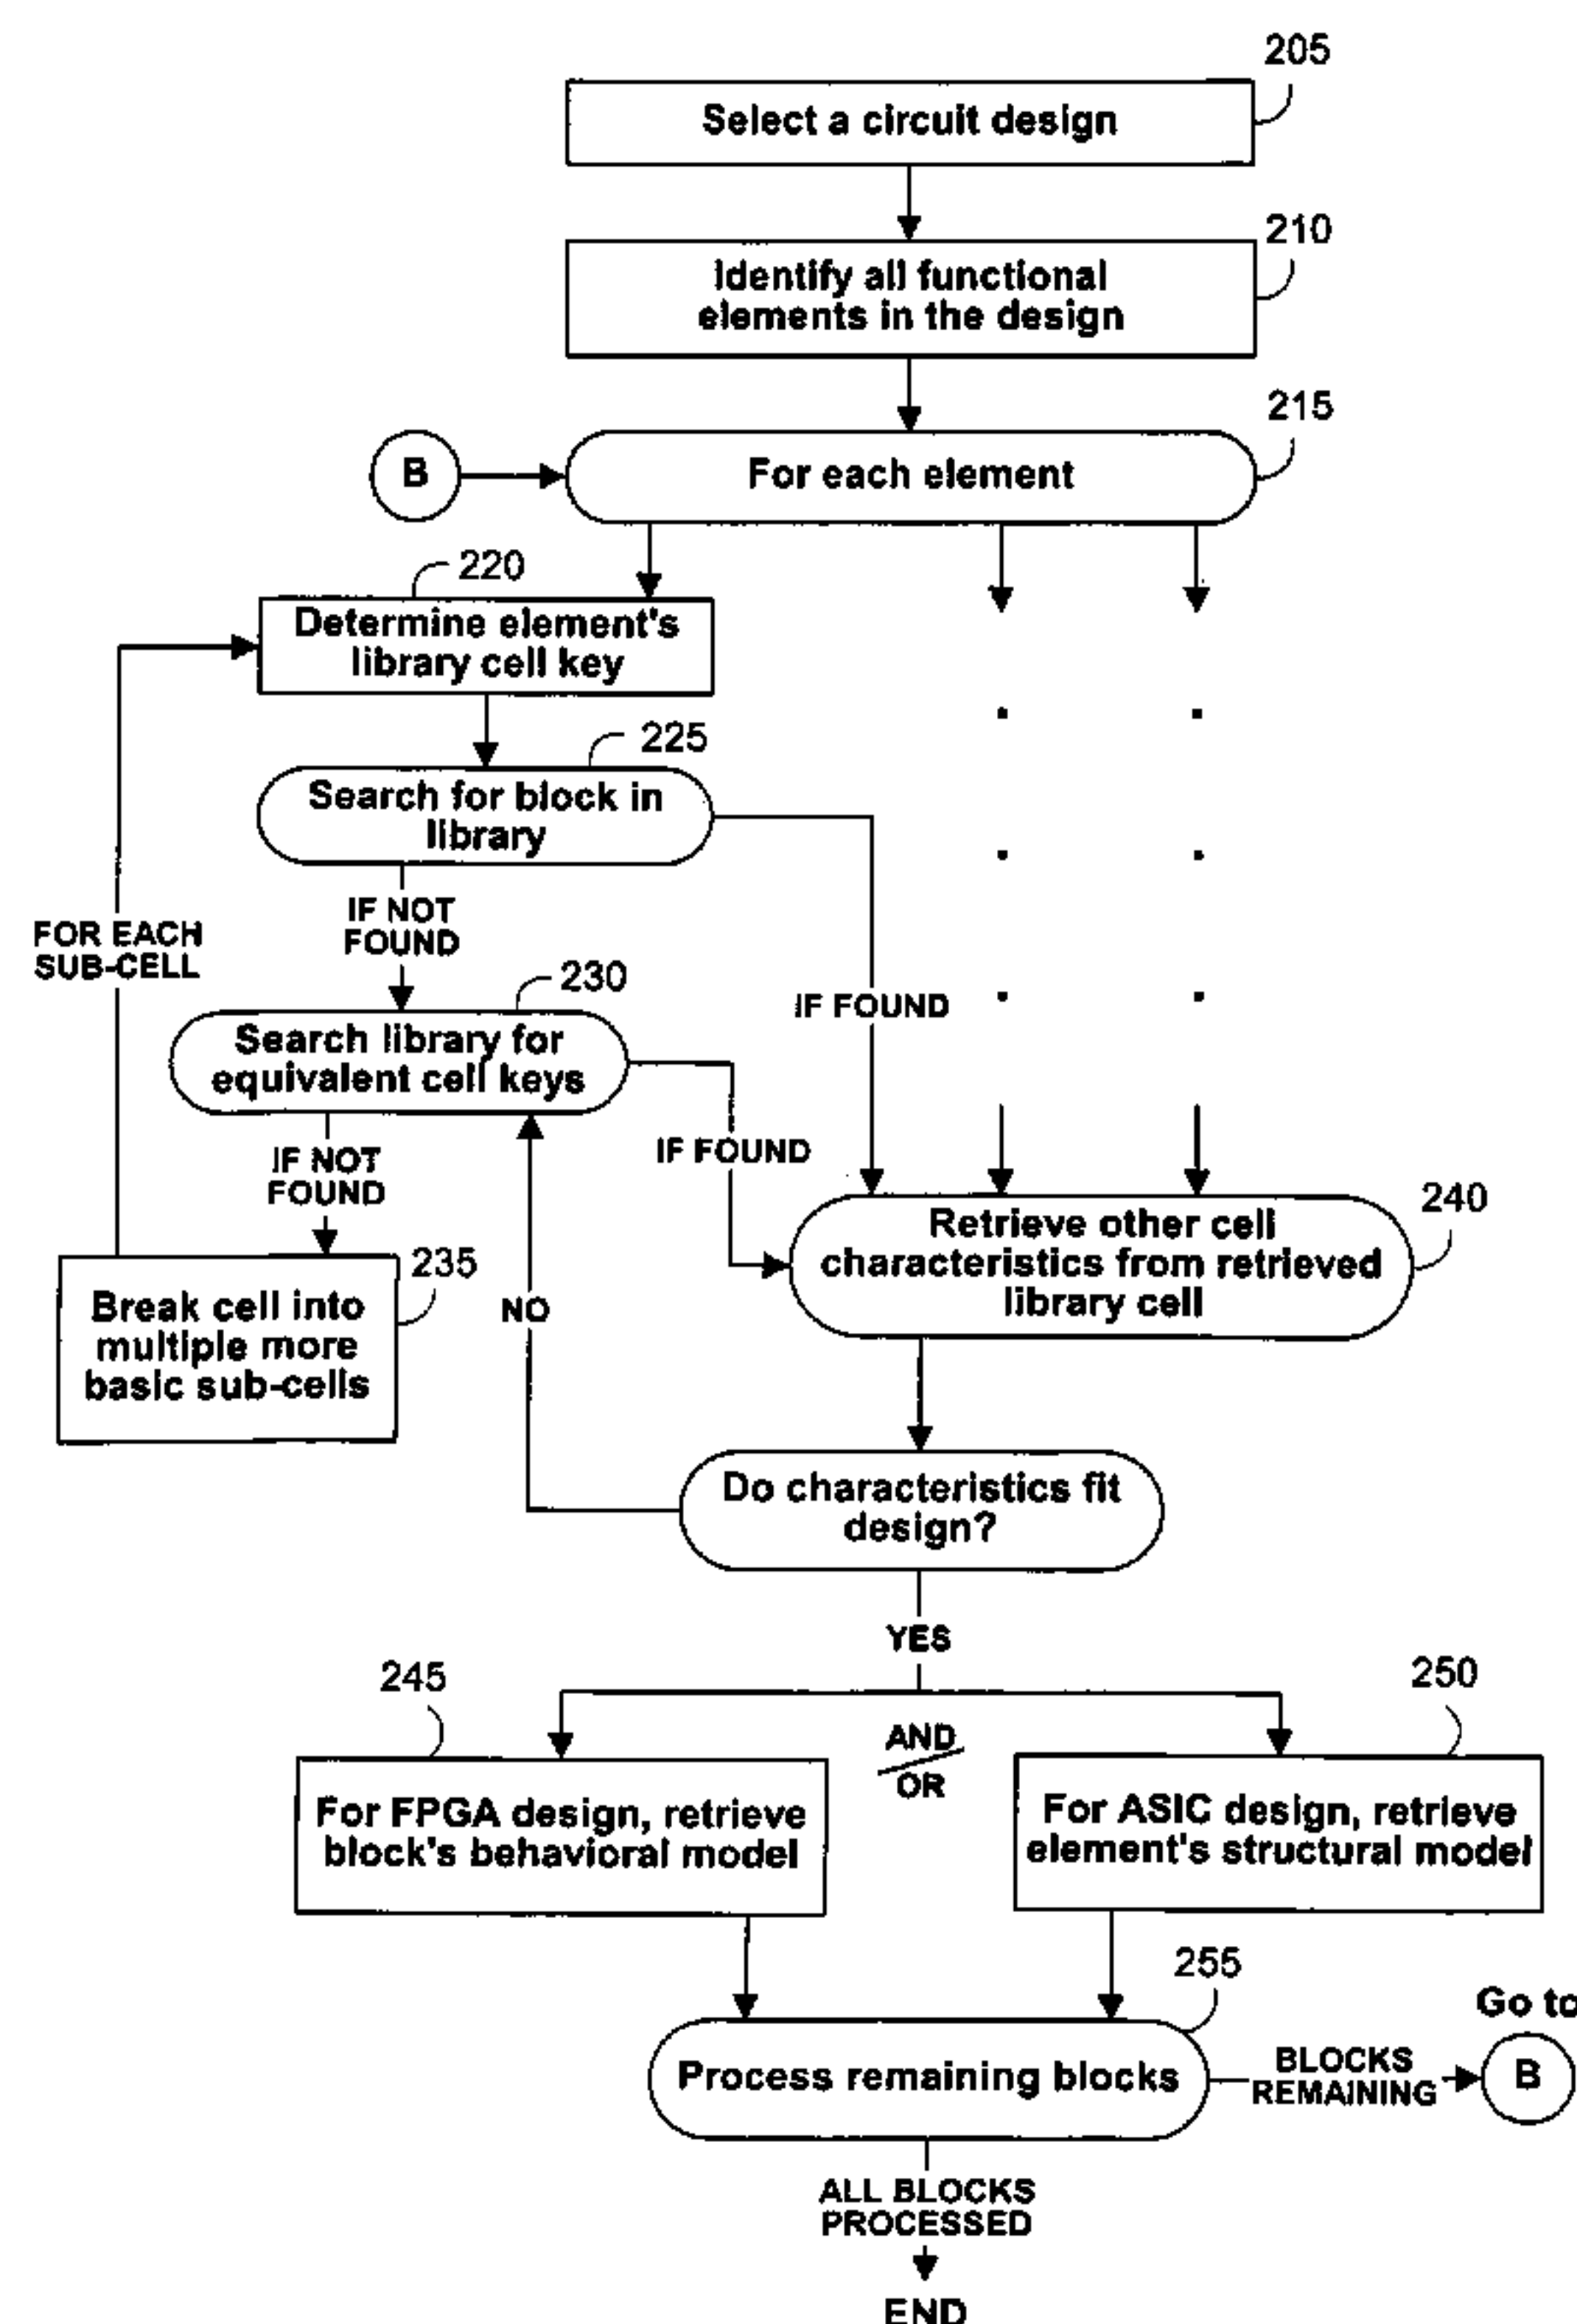 205
Select a circuit design
210
Identify all functional
elements in the design
215
B
For each element
220
Determine element's
library cell key
225
Search for block in
library
IF NOT
FOUND
FOR EACH
SUB-CELL
230
IF FOUND
Search library for
equivalent cell keys
IF FOUND
IF NOT
FOUND
240
Retrieve other cell
characteristics from retrieved
library cell
235
Break cell into
multiple more
basic sub-cells
NO
Do characteristics fit
design?
YES
245
250
AND
OR
For FPGA design, retrieve
block's behavioral model
For ASIC design, retrieve
element's structural model
255
Go to
Process remaining blocks
BLOCKS
REMAINING
B
ALL BLOCKS
PROCESSED
END